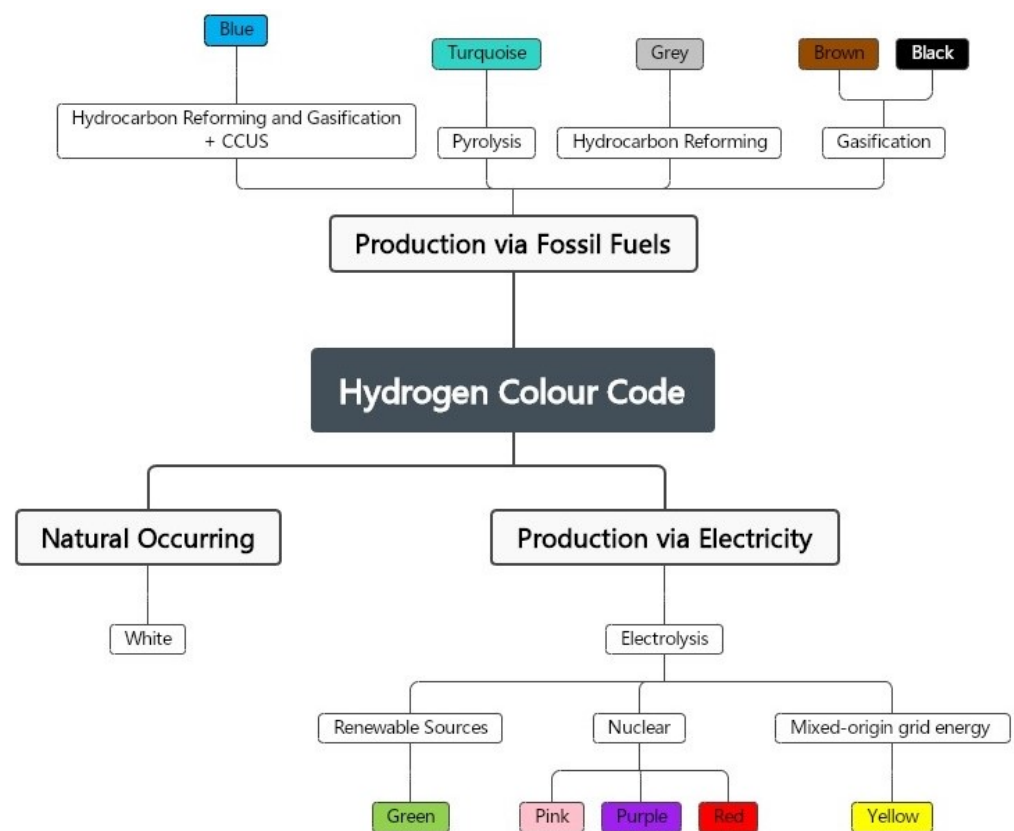 Blue
Turquoise
Grey
Brown
Black
Hydrocarbon Reforming and Gasification
+ CCUS
Pyrolysis
Hydrocarbon Reforming
Gasification
Production via Fossil Fuels
Hydrogen Colour Code
Natural Occurring
Production via Electricity
White
Electrolysis
Renewable Sources
Nuclear
Mixed-origin grid energy
Green
Pink
Purple
Red
Yellow